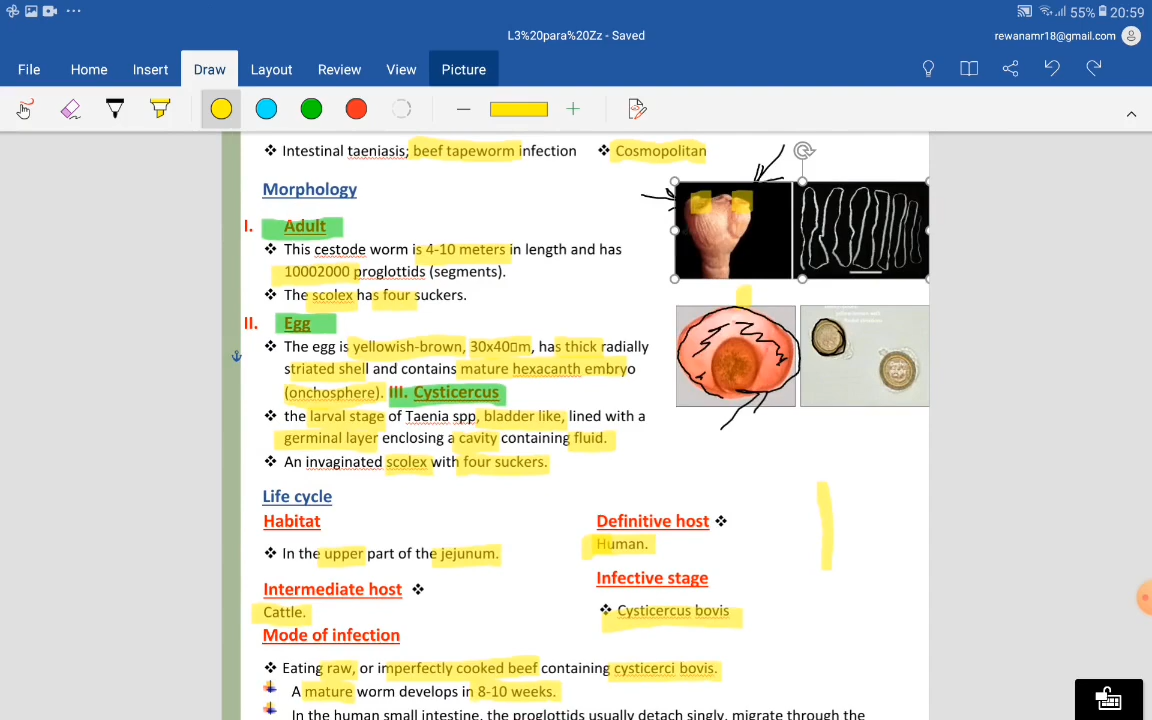 55% 20:59
L3%20para%20Zz - Saved
rewanamr18@gmail.com
File Home Insert Draw Layout Review View Picture
❖ Intestinal taeniasis; beef tapeworm infection ❖ Cosmopolitan
Morphology
I. Adult
❖ This cestode worm is 4-10 meters in length and has
10002000 proglottids (segments).
❖ The scolex has four suckers.
II. Egg
❖ The egg is yellowish-brown, 30x40▯m, has thick radially
striated shell and contains mature hexacanth embryo
(onchosphere). III. Cysticercus
❖ the larval stage of Taenia spp, bladder like, lined with a
germinal layer enclosing a cavity containing fluid.
❖ An invaginated scolex with four suckers.
Life cycle
Habitat
❖ In the upper part of the jejunum.
Intermediate host ❖
Cattle.
Definitive host ❖
Human.
Infective stage
❖ Cysticercus bovis
Mode of infection
❖ Eating raw, or imperfectly cooked beef containing cysticerci bovis.
A mature worm develops in 8-10 weeks.
In the human small intestine, the proglottids usually detach singly, migrate through the